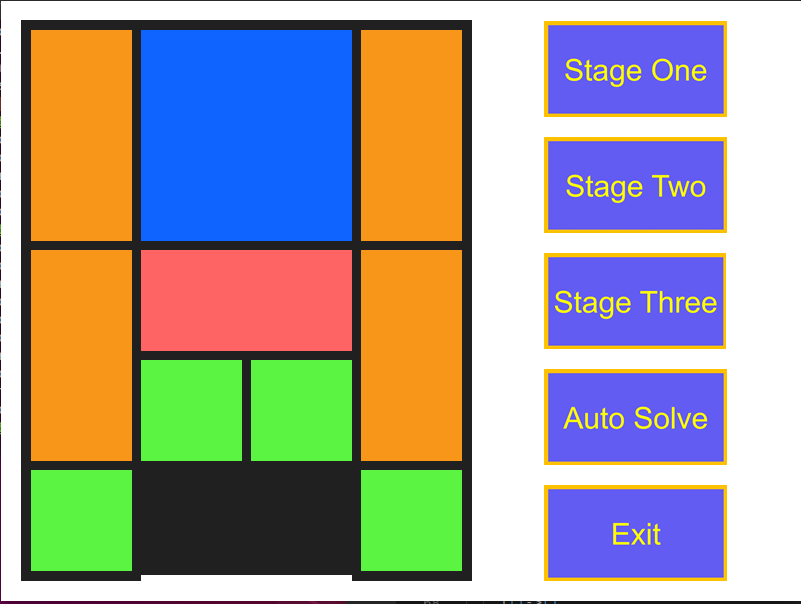 Stage One
Stage Two
Stage Three
Auto Solve
Exit